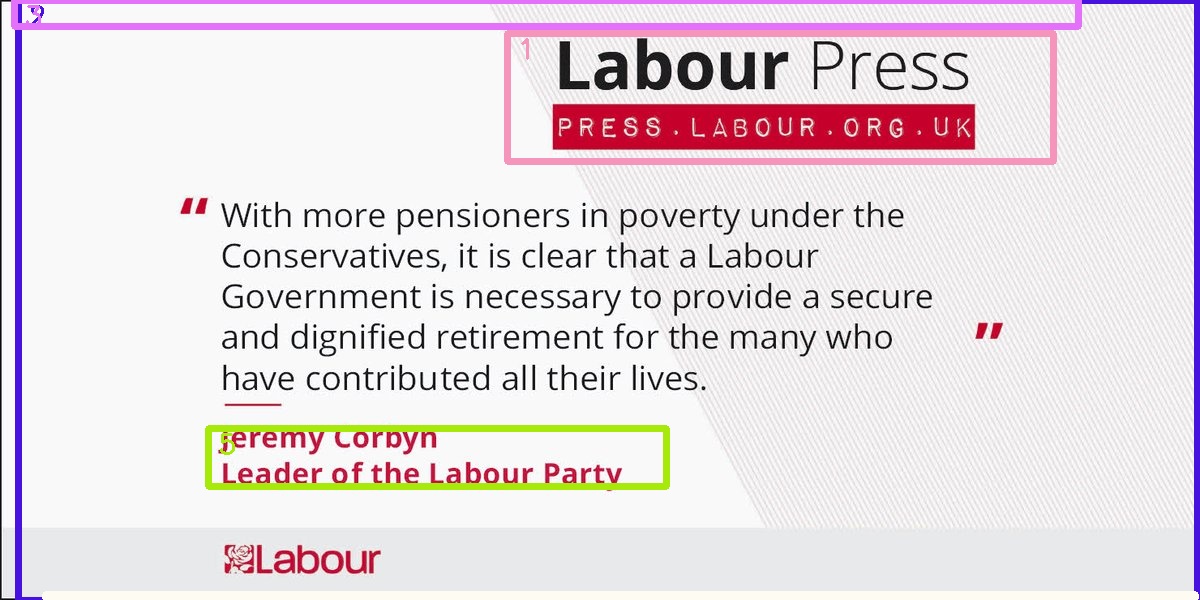 Labour Press
PRESS.LABOUR.ORG.UK
“ With more pensioners in poverty under the
Conservatives, it is clear that a Labour
Government is necessary to provide a secure
and dignified retirement for the many who
have contributed all their lives. ”
Jeremy Corbyn
Leader of the Labour Party
Labour
1
5